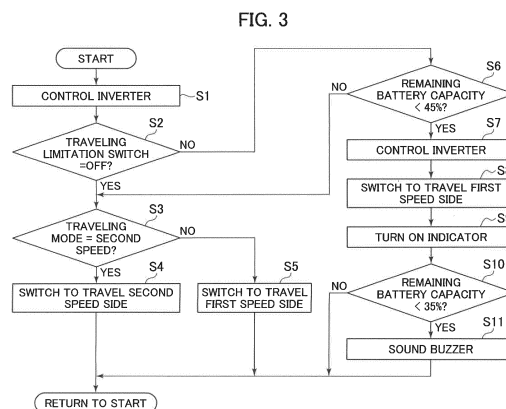 FIG. 3
START
CONTROL INVERTER
S1
S2
TRAVELING
LIMITATION SWITCH
=OFF?
NO
YES
S3
TRAVELING
MODE = SECOND
SPEED?
NO
YES
S4
SWITCH TO TRAVEL SECOND
SPEED SIDE
S5
SWITCH TO TRAVEL
FIRST SPEED SIDE
RETURN TO START
S6
REMAINING
BATTERY CAPACITY
< 45%?
NO
YES
S7
CONTROL INVERTER
SWITCH TO TRAVEL FIRST
SPEED SIDE
TURN ON INDICATOR
S10
REMAINING
BATTERY CAPACITY
< 35%?
NO
YES
S11
SOUND BUZZER